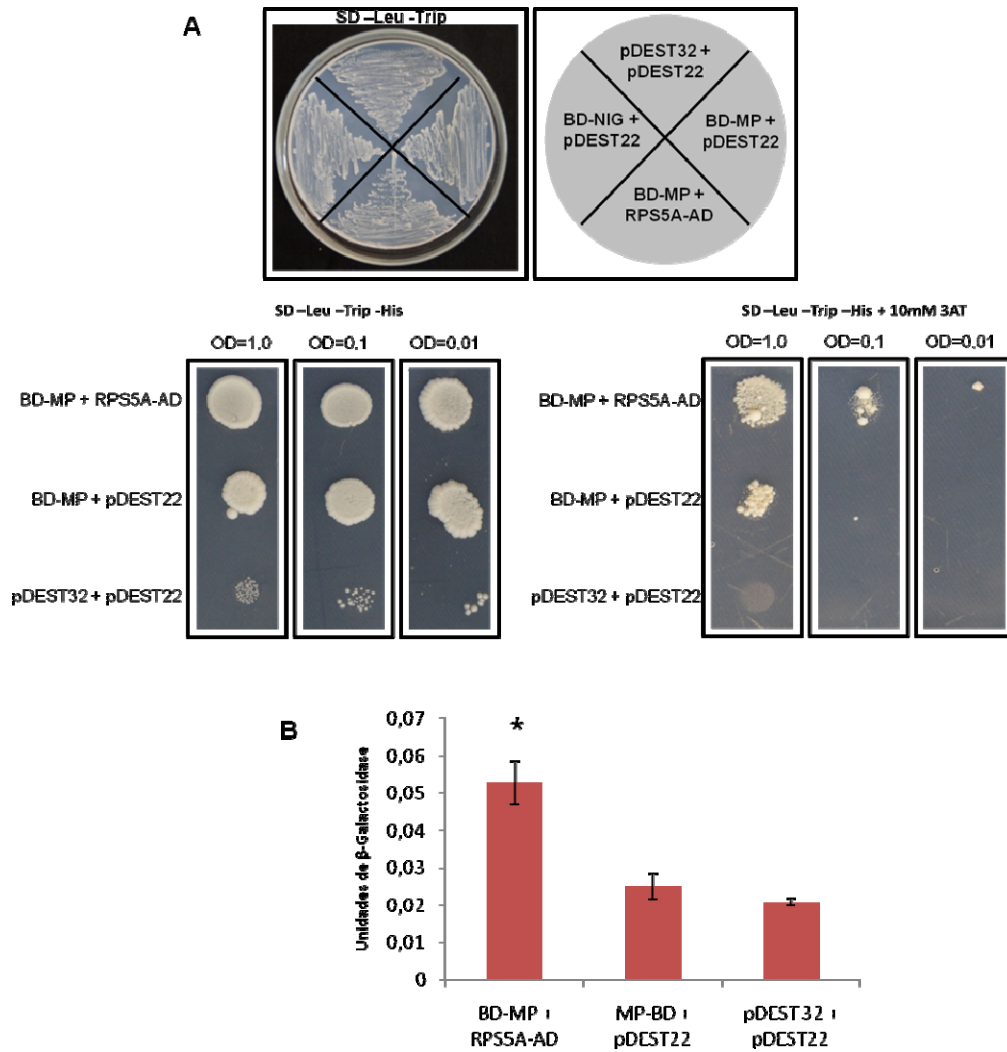 A
SD –Leu -Trip
pDEST32 +
pDEST22
BD-NIG +
pDEST22
BD-MP +
pDEST22
BD-MP +
RPS5A-AD
SD –Leu –Trip -His
OD=1.0 OD=0.1 OD=0.01
BD-MP + RPS5A-AD
BD-MP + pDEST22
pDEST32 + pDEST22
SD –Leu –Trip –His + 10mM 3AT
OD=1.0 OD=0.1 OD=0.01
BD-MP + RPS5A-AD
BD-MP + pDEST22
pDEST32 + pDEST22
B
Unidades de β-Galactosidase
0,07
0,06
0,05
0,04
0,03
0,02
0,01
0
*
BD-MP +
RPS5A-AD
MP-BD +
pDEST22
pDEST32 +
pDEST22